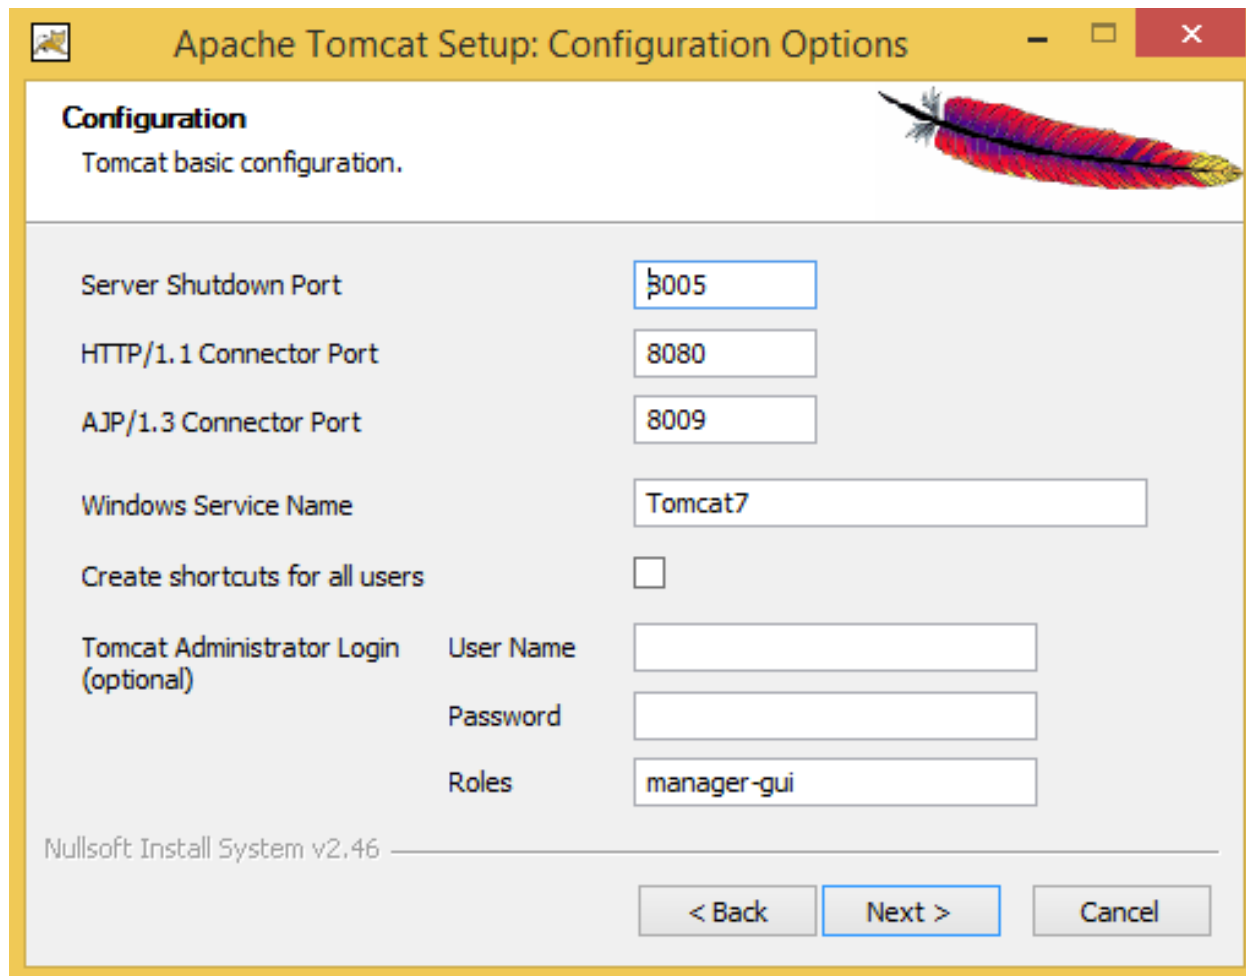 Apache Tomcat Setup: Configuration Options
Configuration
Tomcat basic configuration.
Server Shutdown Port 8005
HTTP/1.1 Connector Port 8080
AJP/1.3 Connector Port 8009
Windows Service Name Tomcat7
Create shortcuts for all users
Tomcat Administrator Login User Name
(optional)
Password
Roles manager-gui
Nullsoft Install System v2.46
< Back Next > Cancel